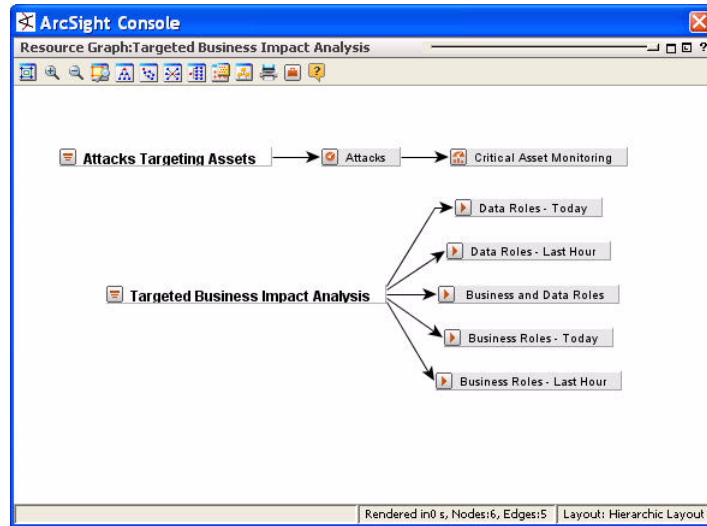 ArcSight Console
Resource Graph:Targeted Business Impact Analysis
Attacks Targeting Assets
Attacks
Critical Asset Monitoring
Data Roles - Today
Data Roles - Last Hour
Targeted Business Impact Analysis
Business and Data Roles
Business Roles - Today
Business Roles - Last Hour
Rendered in0 s, Nodes:6, Edges:5
Layout: Hierarchic Layout